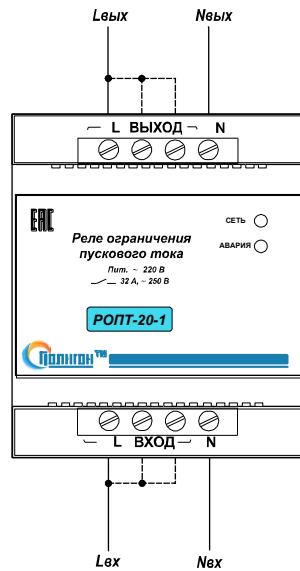 Lвых Nвых
L ВЫХОД N
EAC
СЕТЬ
АВАРИЯ
Реле ограничения
пускового тока
Пит. ~ 220 В
32 А, ~ 250 В
РОПТ-20-1
Полигон™
L ВХОД N
Lвх Nвх